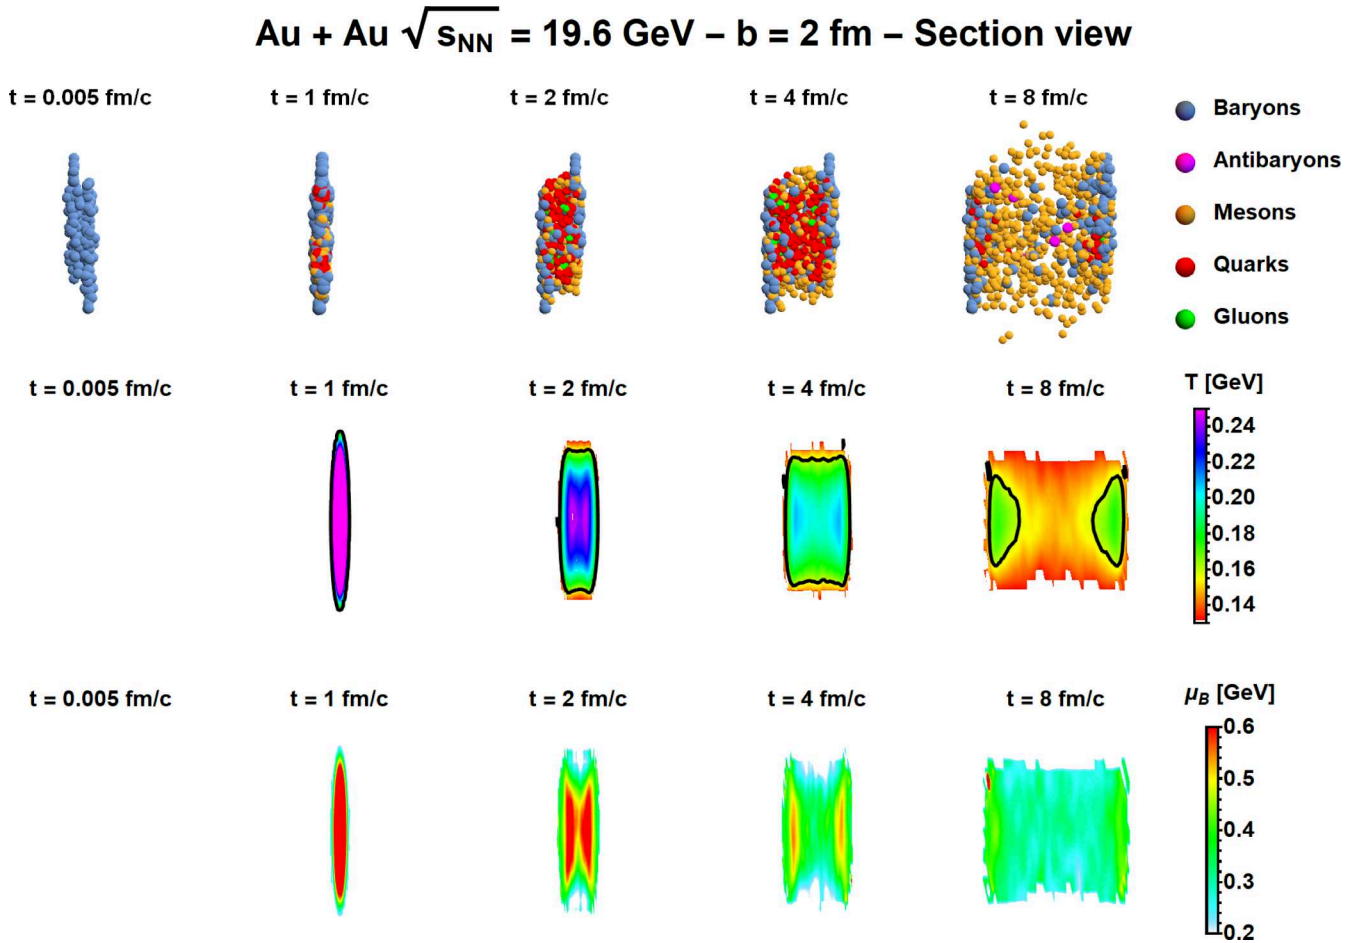 Au + Au √sNN = 19.6 GeV – b = 2 fm – Section view
t = 0.005 fm/c t = 1 fm/c t = 2 fm/c t = 4 fm/c t = 8 fm/c
Baryons
Antibaryons
Mesons
Quarks
Gluons
t = 0.005 fm/c t = 1 fm/c t = 2 fm/c t = 4 fm/c t = 8 fm/c
T [GeV]
0.24
0.22
0.20
0.18
0.16
0.14
t = 0.005 fm/c t = 1 fm/c t = 2 fm/c t = 4 fm/c t = 8 fm/c
μB [GeV]
0.6
0.5
0.4
0.3
0.2